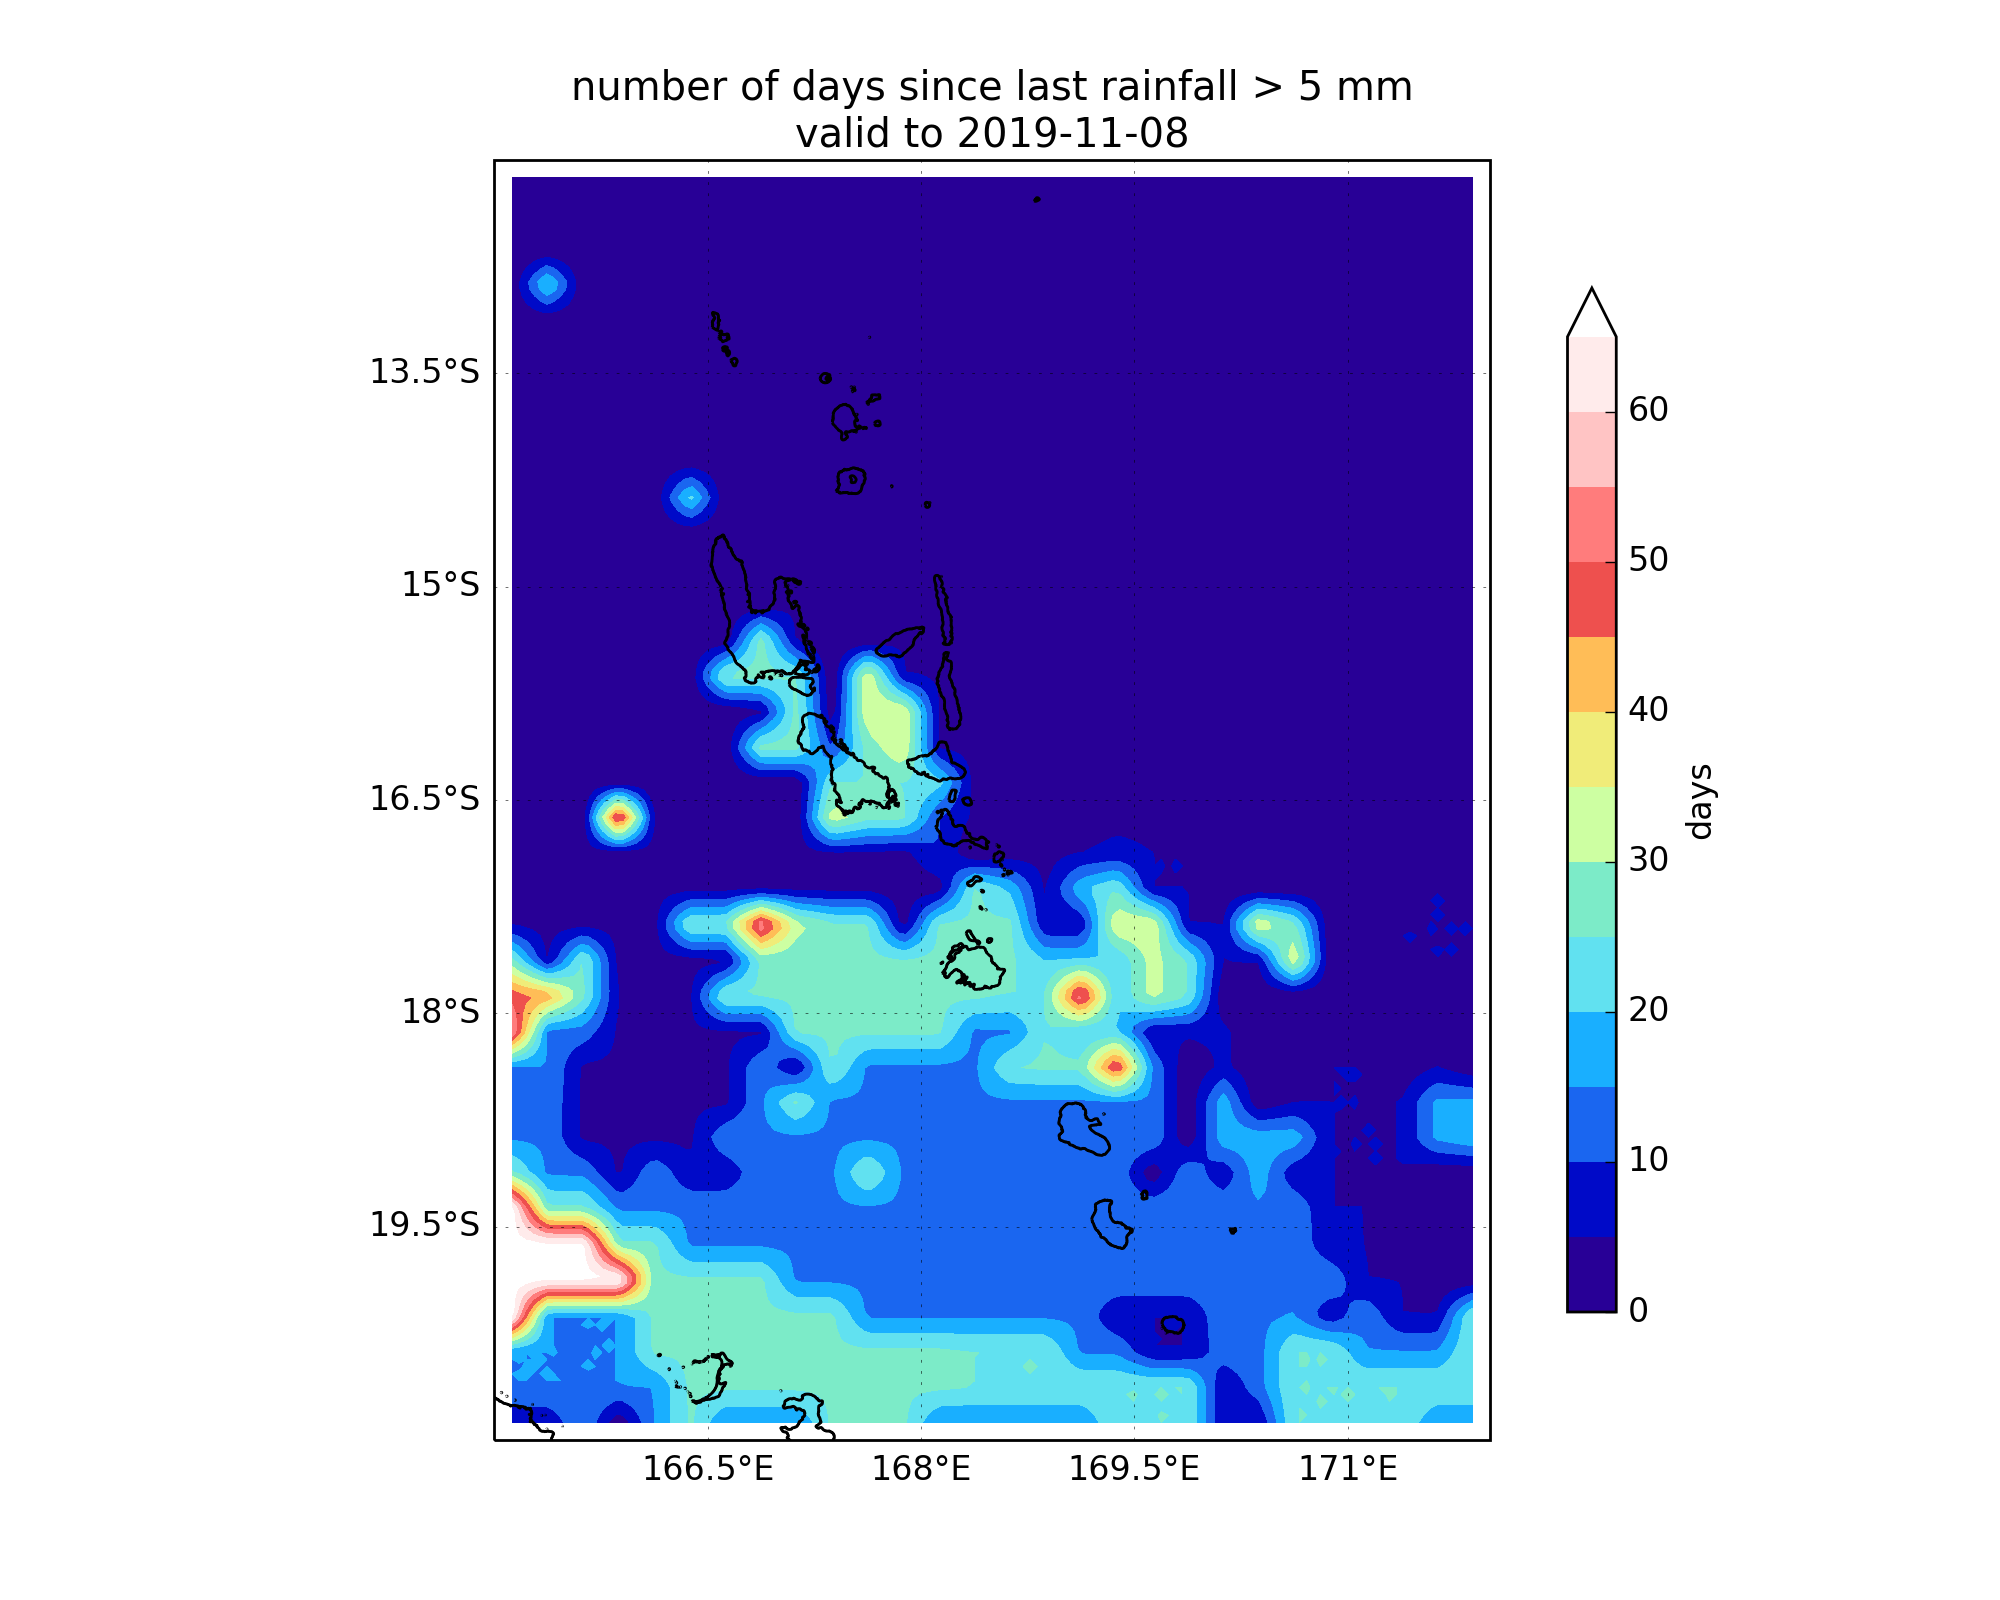 number of days since last rainfall > 5 mm
valid to 2019-11-08
13.5°S
15°S
16.5°S
18°S
19.5°S
166.5°E
168°E
169.5°E
171°E
60
50
40
30
20
10
0
days